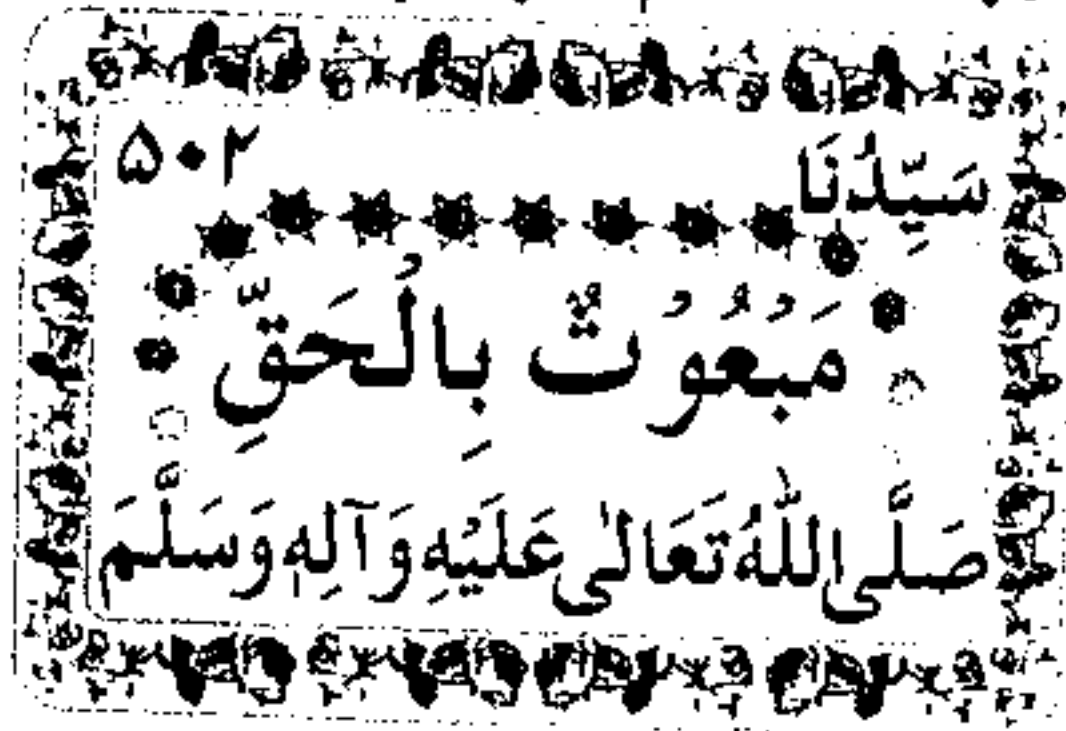 سَيِّدُنَا ۵۰۲
مَبْعُوْثٌ بِالْحَقِّ
صَلَّی اللّٰهُ تَعَالٰی عَلَيْهِ وَآلِهٖ وَسَلَّمَ